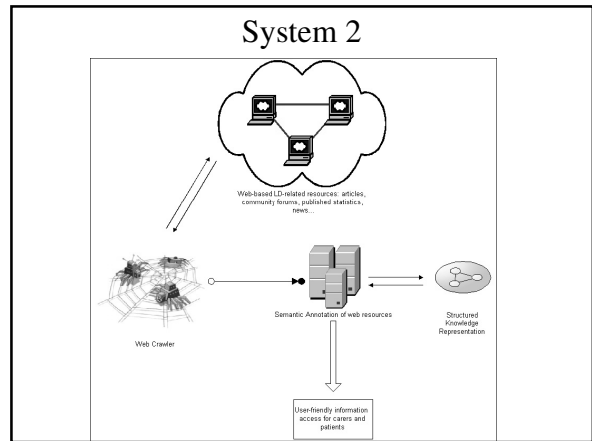 System 2
Web-based LD-related resources: articles,
community forums, published statistics,
news...
Semantic Annotation of web resources
Structured
Knowledge
Representation
Web Crawler
User-friendly information
access for carers and
patients